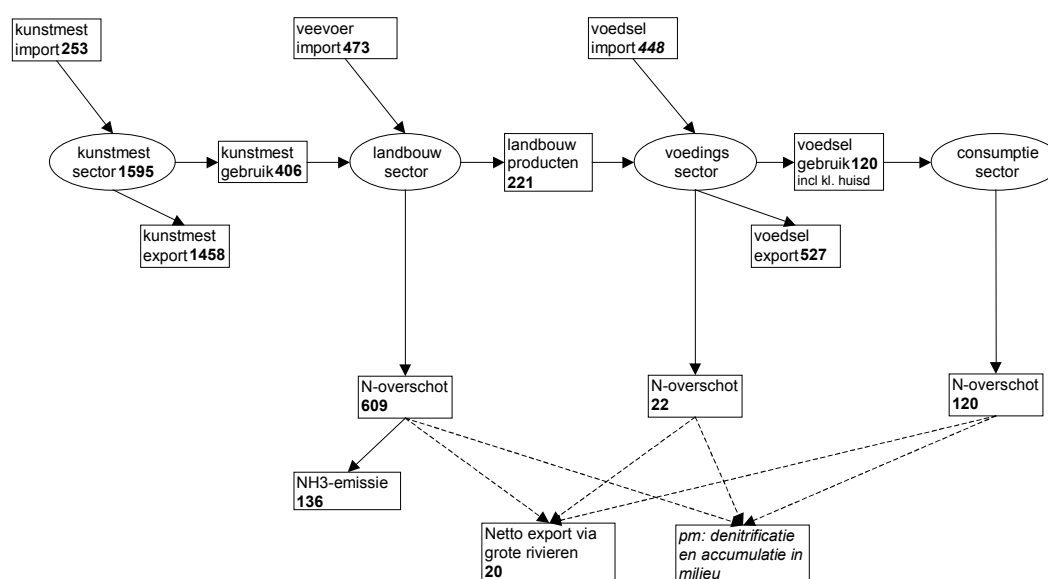 kunstmest
import 253
veevoer
import 473
voedsel
import 448
kunstmest
sector 1595
kunstmest
gebruik 406
landbouw
sector
landbouw
producten
221
voedings
sector
voedsel
gebruik 120
incl kl. huisd
consumptie
sector
kunstmest
export 1458
voedsel
export 527
N-overschot
609
N-overschot
22
N-overschot
120
NH3-emissie
136
Netto export via
grote rivieren
20
pm: denitrificatie
en accumulatie in
milieu